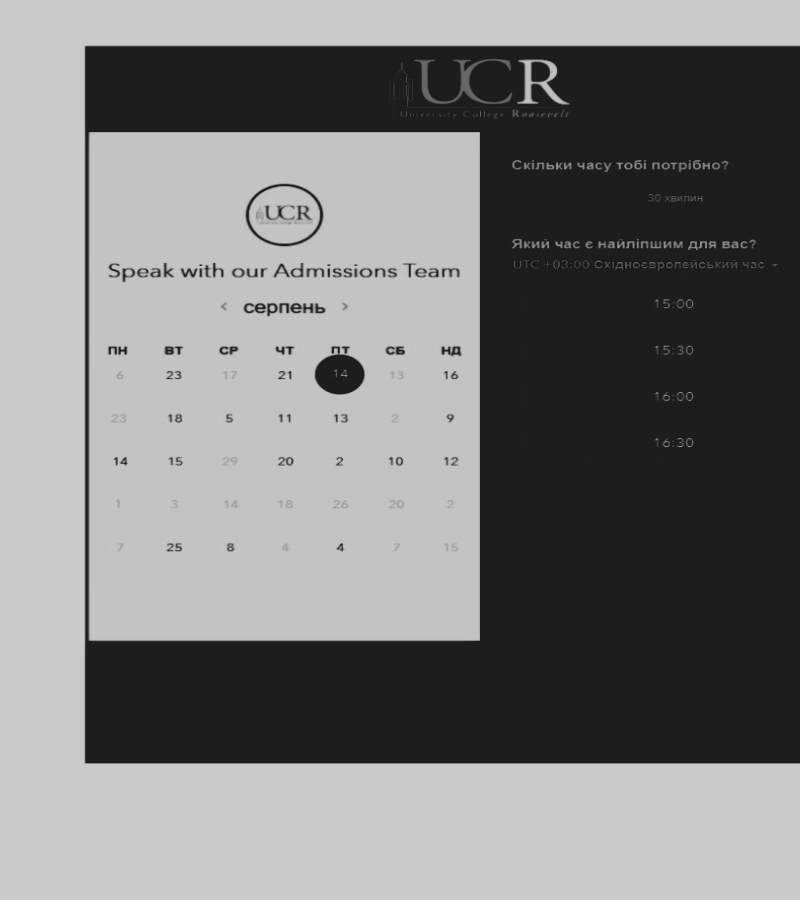 UCR
University College Roosevelt
UCR
Speak with our Admissions Team
< серпень >
ПН ВТ СР ЧТ ПТ СБ НД
6 23 17 21 14 13 16
23 18 5 11 13 2 9
14 15 29 20 2 10 12
1 3 14 18 26 20 2
7 25 8 4 4 7 15
Скільки часу тобі потрібно?
30 хвилин
Який час є найліпшим для вас?
UTC +03:00 Східноєвропейський час
15:00
15:30
16:00
16:30